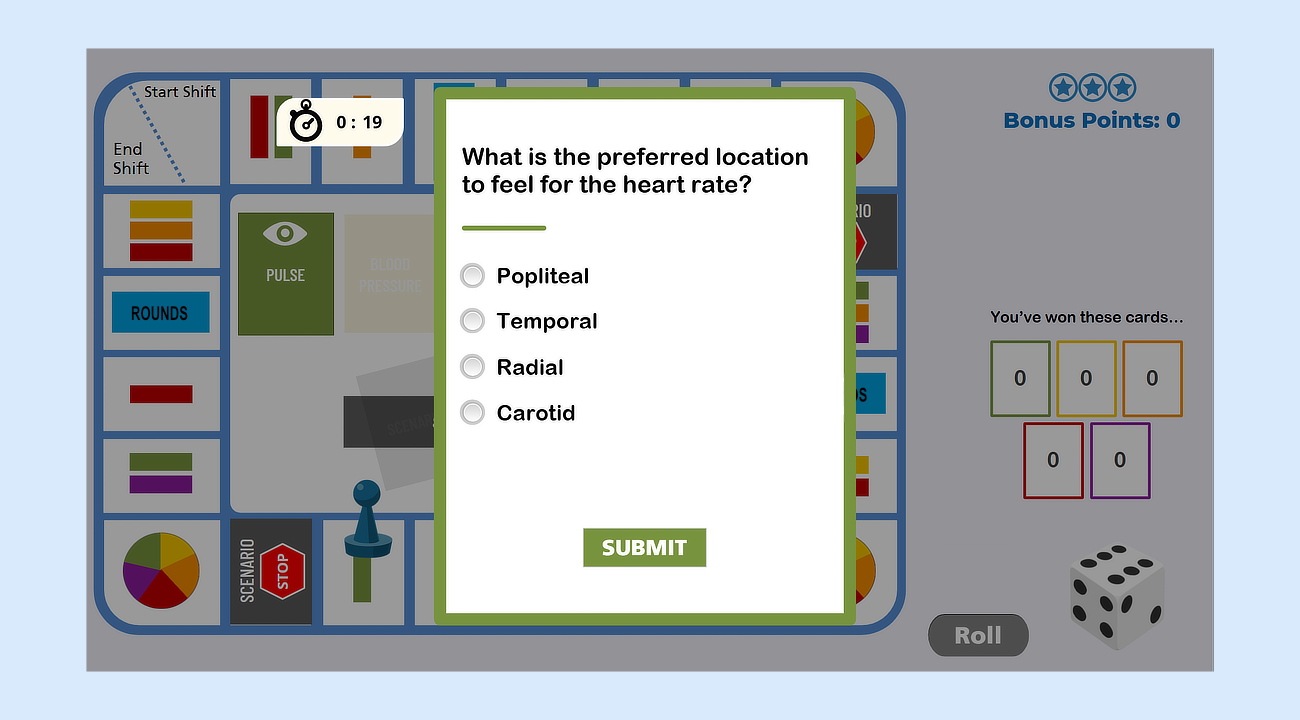 Start Shift
End
Shift
0 : 19
Bonus Points: 0
What is the preferred location
to feel for the heart rate?
PULSE
BLOOD
PRESSURE
Popliteal
Temporal
Radial
Carotid
SUBMIT
ROUNDS
SCENARIO
STOP
You've won these cards...
0
0
0
0
0
Roll